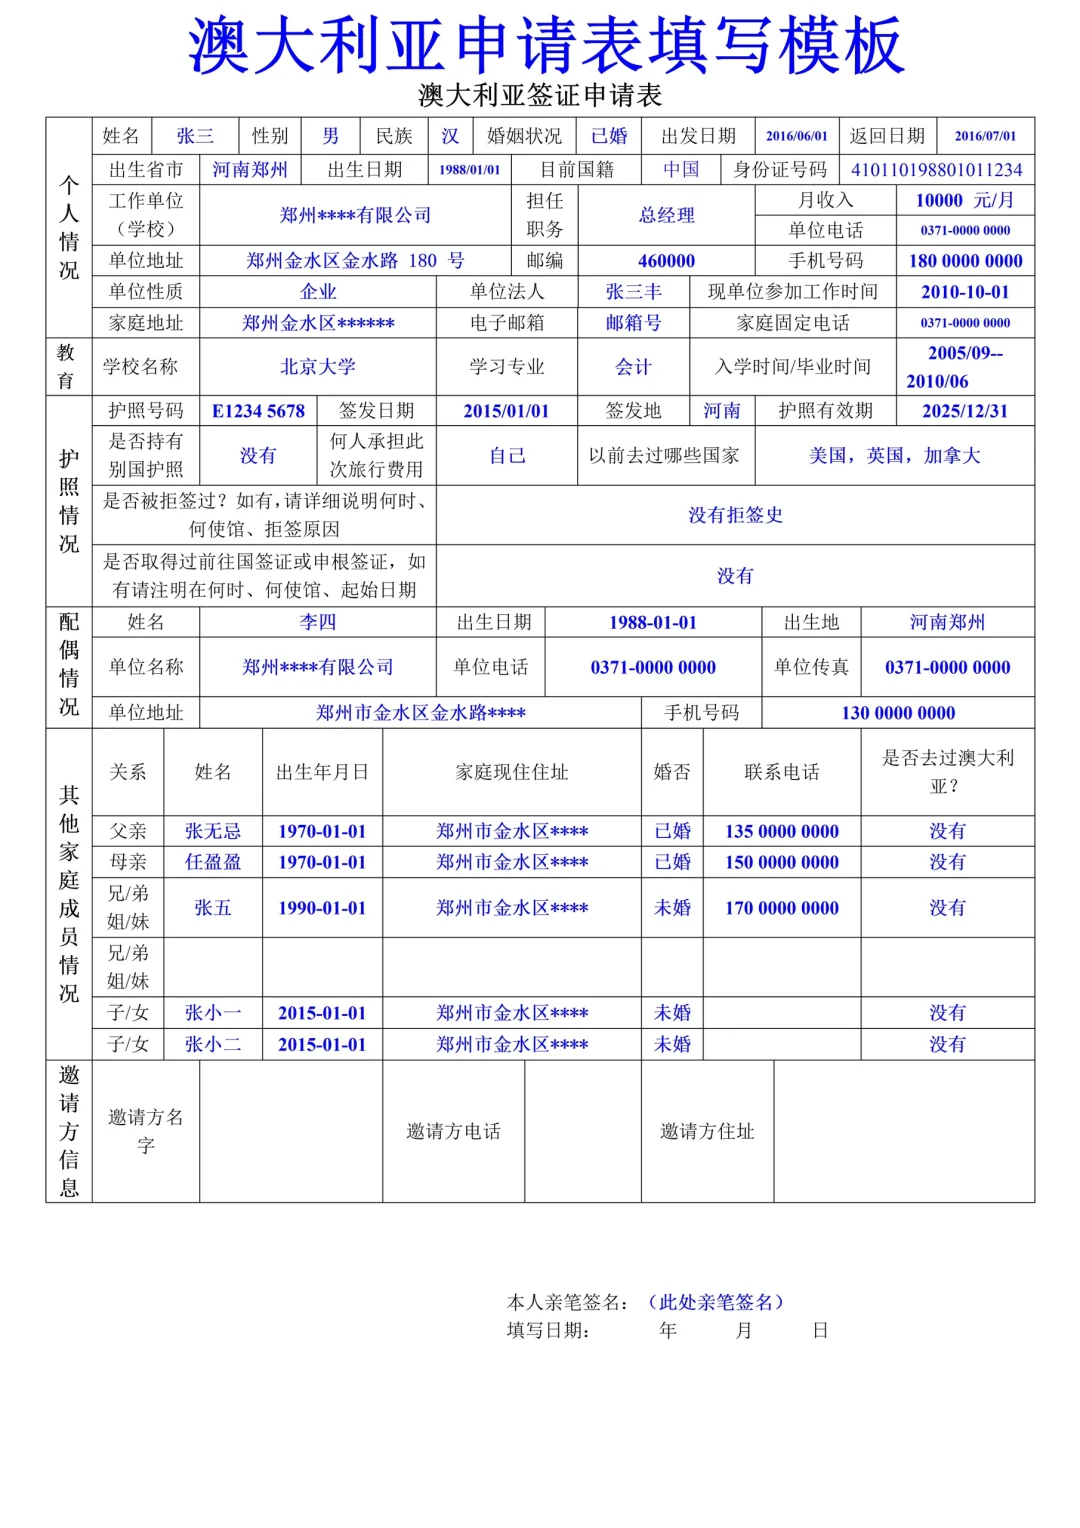 澳大利亚申请表填写模板
澳大利亚签证申请表
个人情况
姓名 张三 性别 男 民族 汉 婚姻状况 已婚 出发日期 2016/06/01 返回日期 2016/07/01
出生省市 河南郑州 出生日期 1988/01/01 目前国籍 中国 身份证号码 410110198801011234
工作单位（学校） 郑州****有限公司 担任职务 总经理 月收入 10000 元/月
单位电话 0371-0000 0000
单位地址 郑州金水区金水路 180 号 邮编 460000 手机号码 180 0000 0000
单位性质 企业 单位法人 张三丰 现单位参加工作时间 2010-10-01
家庭地址 郑州金水区****** 电子邮箱 邮箱号 家庭固定电话 0371-0000 0000
教育
学校名称 北京大学 学习专业 会计 入学时间/毕业时间 2005/09--2010/06
护照情况
护照号码 E1234 5678 签发日期 2015/01/01 签发地 河南 护照有效期 2025/12/31
是否持有别国护照 没有 何人承担此次旅行费用 自己 以前去过哪些国家 美国，英国，加拿大
是否被拒签过？如有,请详细说明何时、何使馆、拒签原因 没有拒签史
是否取得过前往国签证或申根签证，如有请注明在何时、何使馆、起始日期 没有
配偶情况
姓名 李四 出生日期 1988-01-01 出生地 河南郑州
单位名称 郑州****有限公司 单位电话 0371-0000 0000 单位传真 0371-0000 0000
单位地址 郑州市金水区金水路**** 手机号码 130 0000 0000
其他家庭成员情况
关系 姓名 出生年月日 家庭现住住址 婚否 联系电话 是否去过澳大利亚？
父亲 张无忌 1970-01-01 郑州市金水区**** 已婚 135 0000 0000 没有
母亲 任盈盈 1970-01-01 郑州市金水区**** 已婚 150 0000 0000 没有
兄/弟姐/妹 张五 1990-01-01 郑州市金水区**** 未婚 170 0000 0000 没有
兄/弟姐/妹
子/女 张小一 2015-01-01 郑州市金水区**** 未婚 没有
子/女 张小二 2015-01-01 郑州市金水区**** 未婚 没有
邀请方信息
邀请方名字 邀请方电话 邀请方住址
本人亲笔签名：（此处亲笔签名）
填写日期： 年 月 日